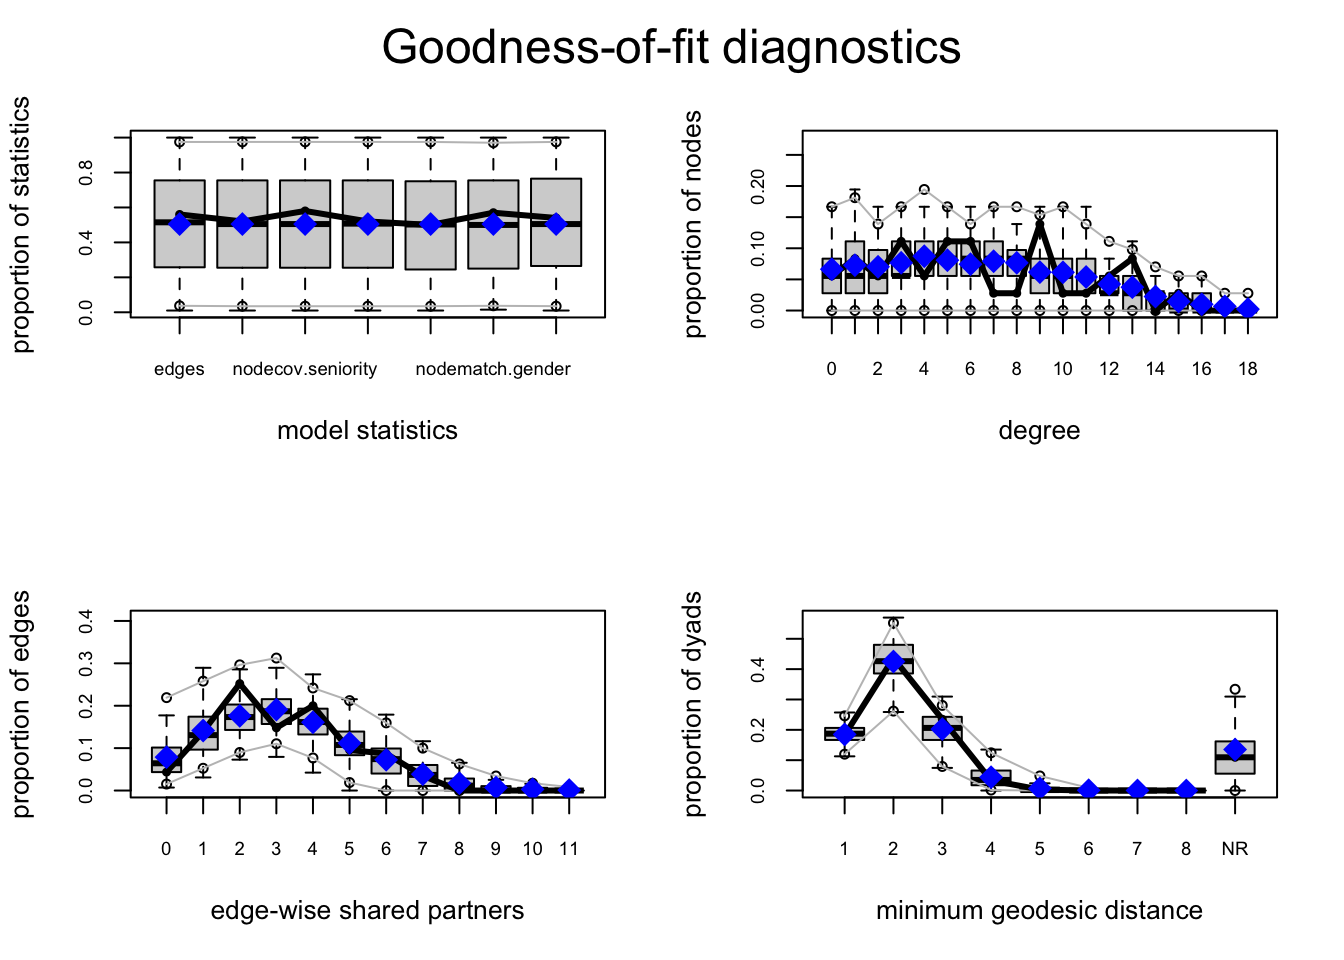 Goodness-of-fit diagnostics
proportion of statistics
0.0 0.4 0.8
edges nodecov.seniority nodematch.gender
model statistics
proportion of nodes
0.00 0.10 0.20
0 2 4 6 8 10 12 14 16 18
degree
proportion of edges
0.0 0.1 0.2 0.3 0.4
0 1 2 3 4 5 6 7 8 9 10 11
edge-wise shared partners
proportion of dyads
0.0 0.2 0.4
1 2 3 4 5 6 7 8 NR
minimum geodesic distance